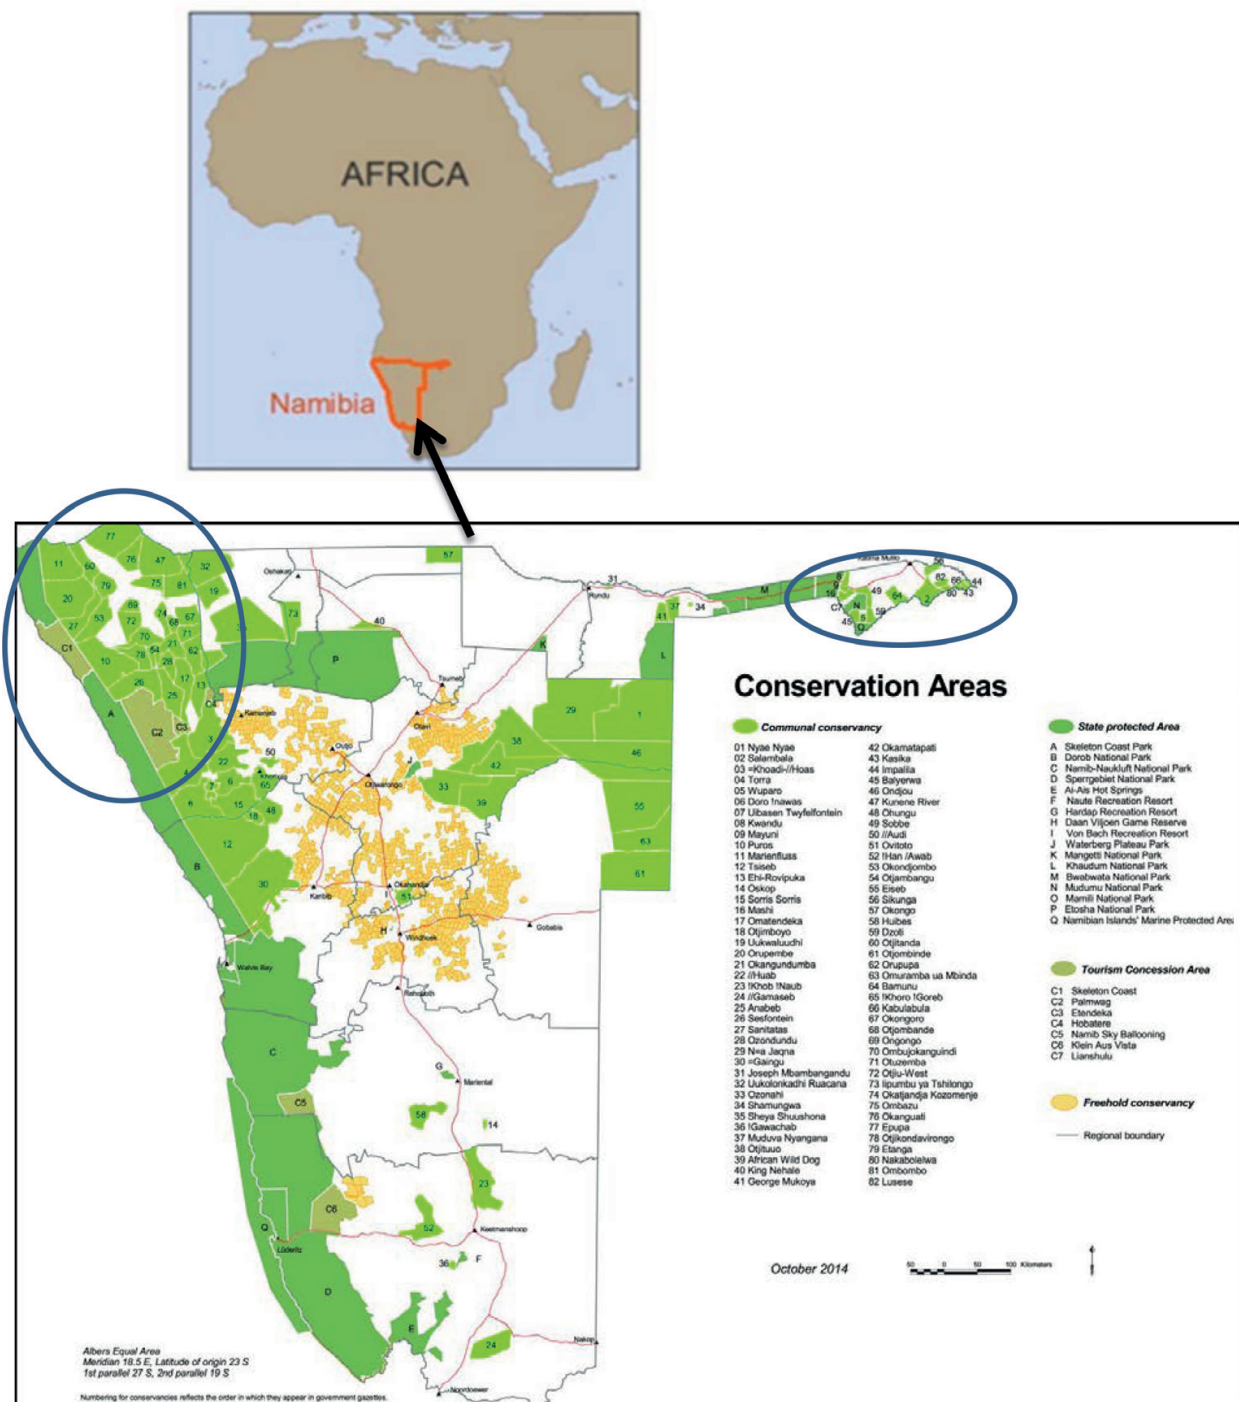 AFRICA
Namibia
Conservation Areas
Communal conservancy
01 Nyae Nyae
02 Salambala
03 =Khoadi-//Hoas
04 Torra
05 Wuparo
06 Doro !nawas
07 Uibasen Twyfelfontein
08 Kwandu
09 Mayuni
10 Puros
11 Marienfluss
12 Tsiseb
13 Ehi-Rovipuka
14 Oskop
15 Sorris Sorris
16 Mashi
17 Omatendeka
18 Otjimboyo
19 Uukwaluudhi
20 Orupembe
21 Okangundumba
22 //Huab
23 !Khob !Naub
24 //Gamaseb
25 Anabeb
26 Sesfontein
27 Sanitatas
28 Ozondundu
29 N=a Jaqna
30 =Gaingu
31 Joseph Mbambangandu
32 Uukolonkadhi Ruacana
33 Ozonahi
34 Shamungwa
35 Sheya Shuushona
36 !Gawachab
37 Muduva Nyangana
38 Otjituuo
39 African Wild Dog
40 King Nehale
41 George Mukoya
42 Okamatapati
43 Kasika
44 Impalila
45 Balyerwa
46 Ondjou
47 Kunene River
48 Ohungu
49 Sobbe
50 //Audi
51 Ovitoto
52 !Han /Awab
53 Okondjombo
54 Otjambangu
55 Eiseb
56 Sikunga
57 Okongo
58 Huibes
59 Dzoti
60 Otjitanda
61 Otjombinde
62 Orupupa
63 Omuramba ua Mbinda
64 Bamunu
65 !Khoro !Goreb
66 Kabulabula
67 Okongoro
68 Otjombande
69 Ongongo
70 Ombujokanguindi
71 Otuzemba
72 Otjiu-West
73 Iipumbu ya Tshilongo
74 Okatjandja Kozomenje
75 Ombazu
76 Okanguati
77 Epupa
78 Otjikondavirongo
79 Etanga
80 Nakabolelwa
81 Ombombo
82 Lusese
State protected Area
A Skeleton Coast Park
B Dorob National Park
C Namib-Naukluft National Park
D Sperrgebiet National Park
E Ai-Ais Hot Springs
F Naute Recreation Resort
G Hardap Recreation Resort
H Daan Viljoen Game Reserve
I Von Bach Recreation Resort
J Waterberg Plateau Park
K Mangetti National Park
L Khaudum National Park
M Bwabwata National Park
N Mudumu National Park
O Mamili National Park
P Etosha National Park
Q Namibian Islands' Marine Protected Area
Tourism Concession Area
C1 Skeleton Coast
C2 Palmwag
C3 Etendeka
C4 Hobatere
C5 Namib Sky Ballooning
C6 Klein Aus Vista
C7 Lianshulu
Freehold conservancy
Regional boundary
Oshakati
Rundu
Katima Mulilo
Tsumeb
Otavi
Kamanjab
Outjo
Khorixas
Otjiwarongo
Okahandja
Karibib
Windhoek
Gobabis
Walvis Bay
Rehoboth
Mariental
Keetmanshoop
Lüderitz
Nakop
Noordoewer
October 2014
50 0 50 100 Kilometers
Albers Equal Area
Meridian 18.5 E, Latitude of origin 23 S
1st parallel 27 S, 2nd parallel 19 S
Numbering for conservancies reflects the order in which they appear in government gazettes.